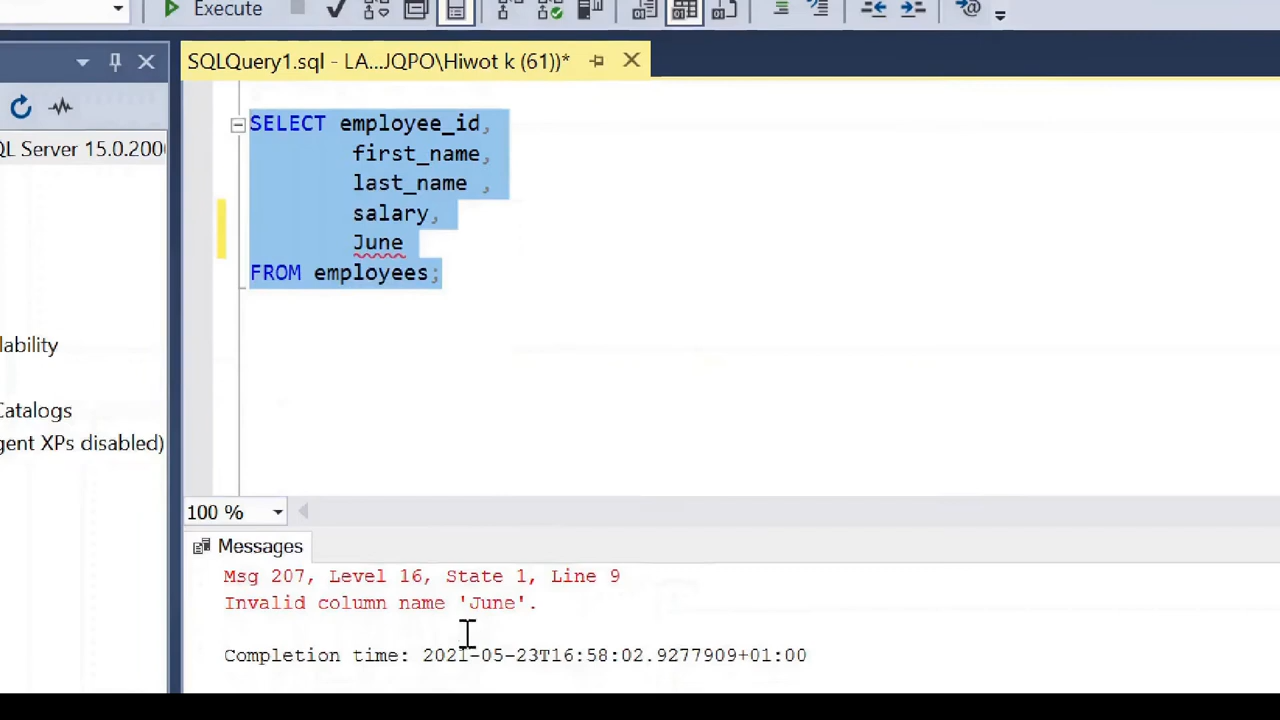 Execute
SQLQuery1.sql - LA...JQPO\Hiwot k (61))*
QL Server 15.0.200
SELECT employee_id,
first_name,
last_name ,
salary,
June
FROM employees;
lability
Catalogs
gent XPs disabled)
100 %
Messages
Msg 207, Level 16, State 1, Line 9
Invalid column name 'June'.
Completion time: 2021-05-23T16:58:02.9277909+01:00